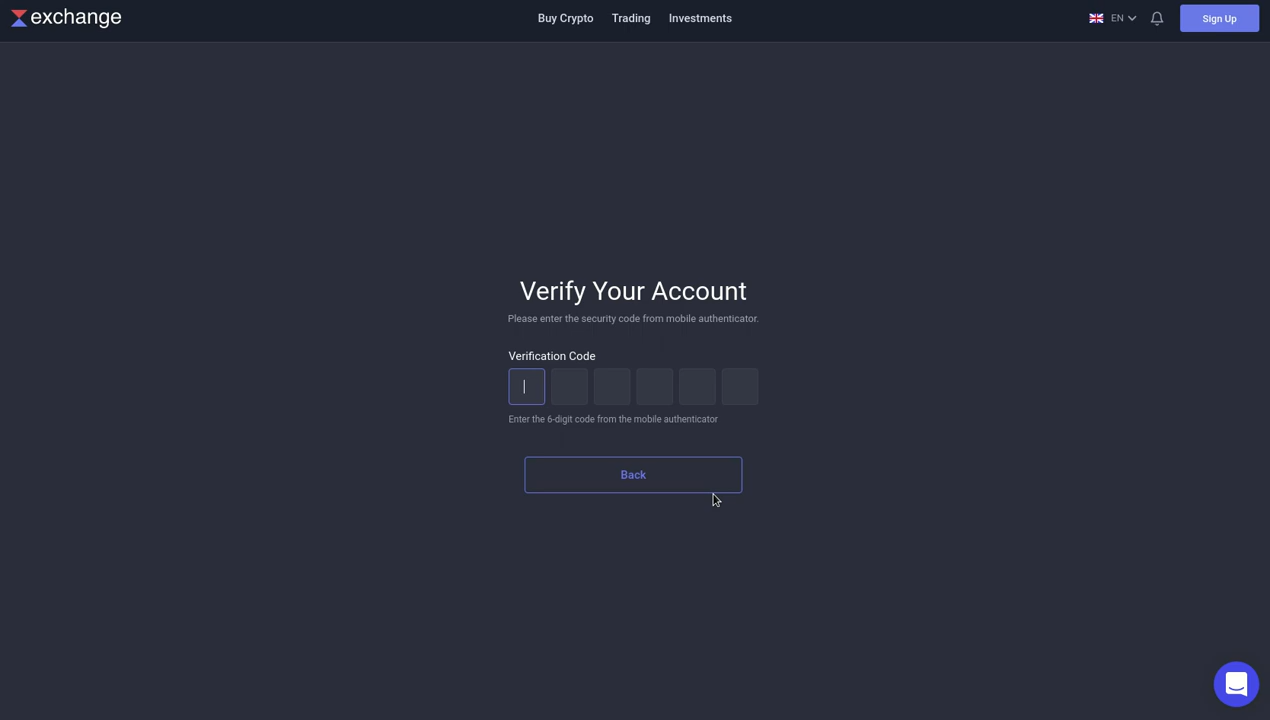 exchange
Buy Crypto
Trading
Investments
EN
Sign Up
Verify Your Account
Please enter the security code from mobile authenticator.
Verification Code
Enter the 6-digit code from the mobile authenticator
Back